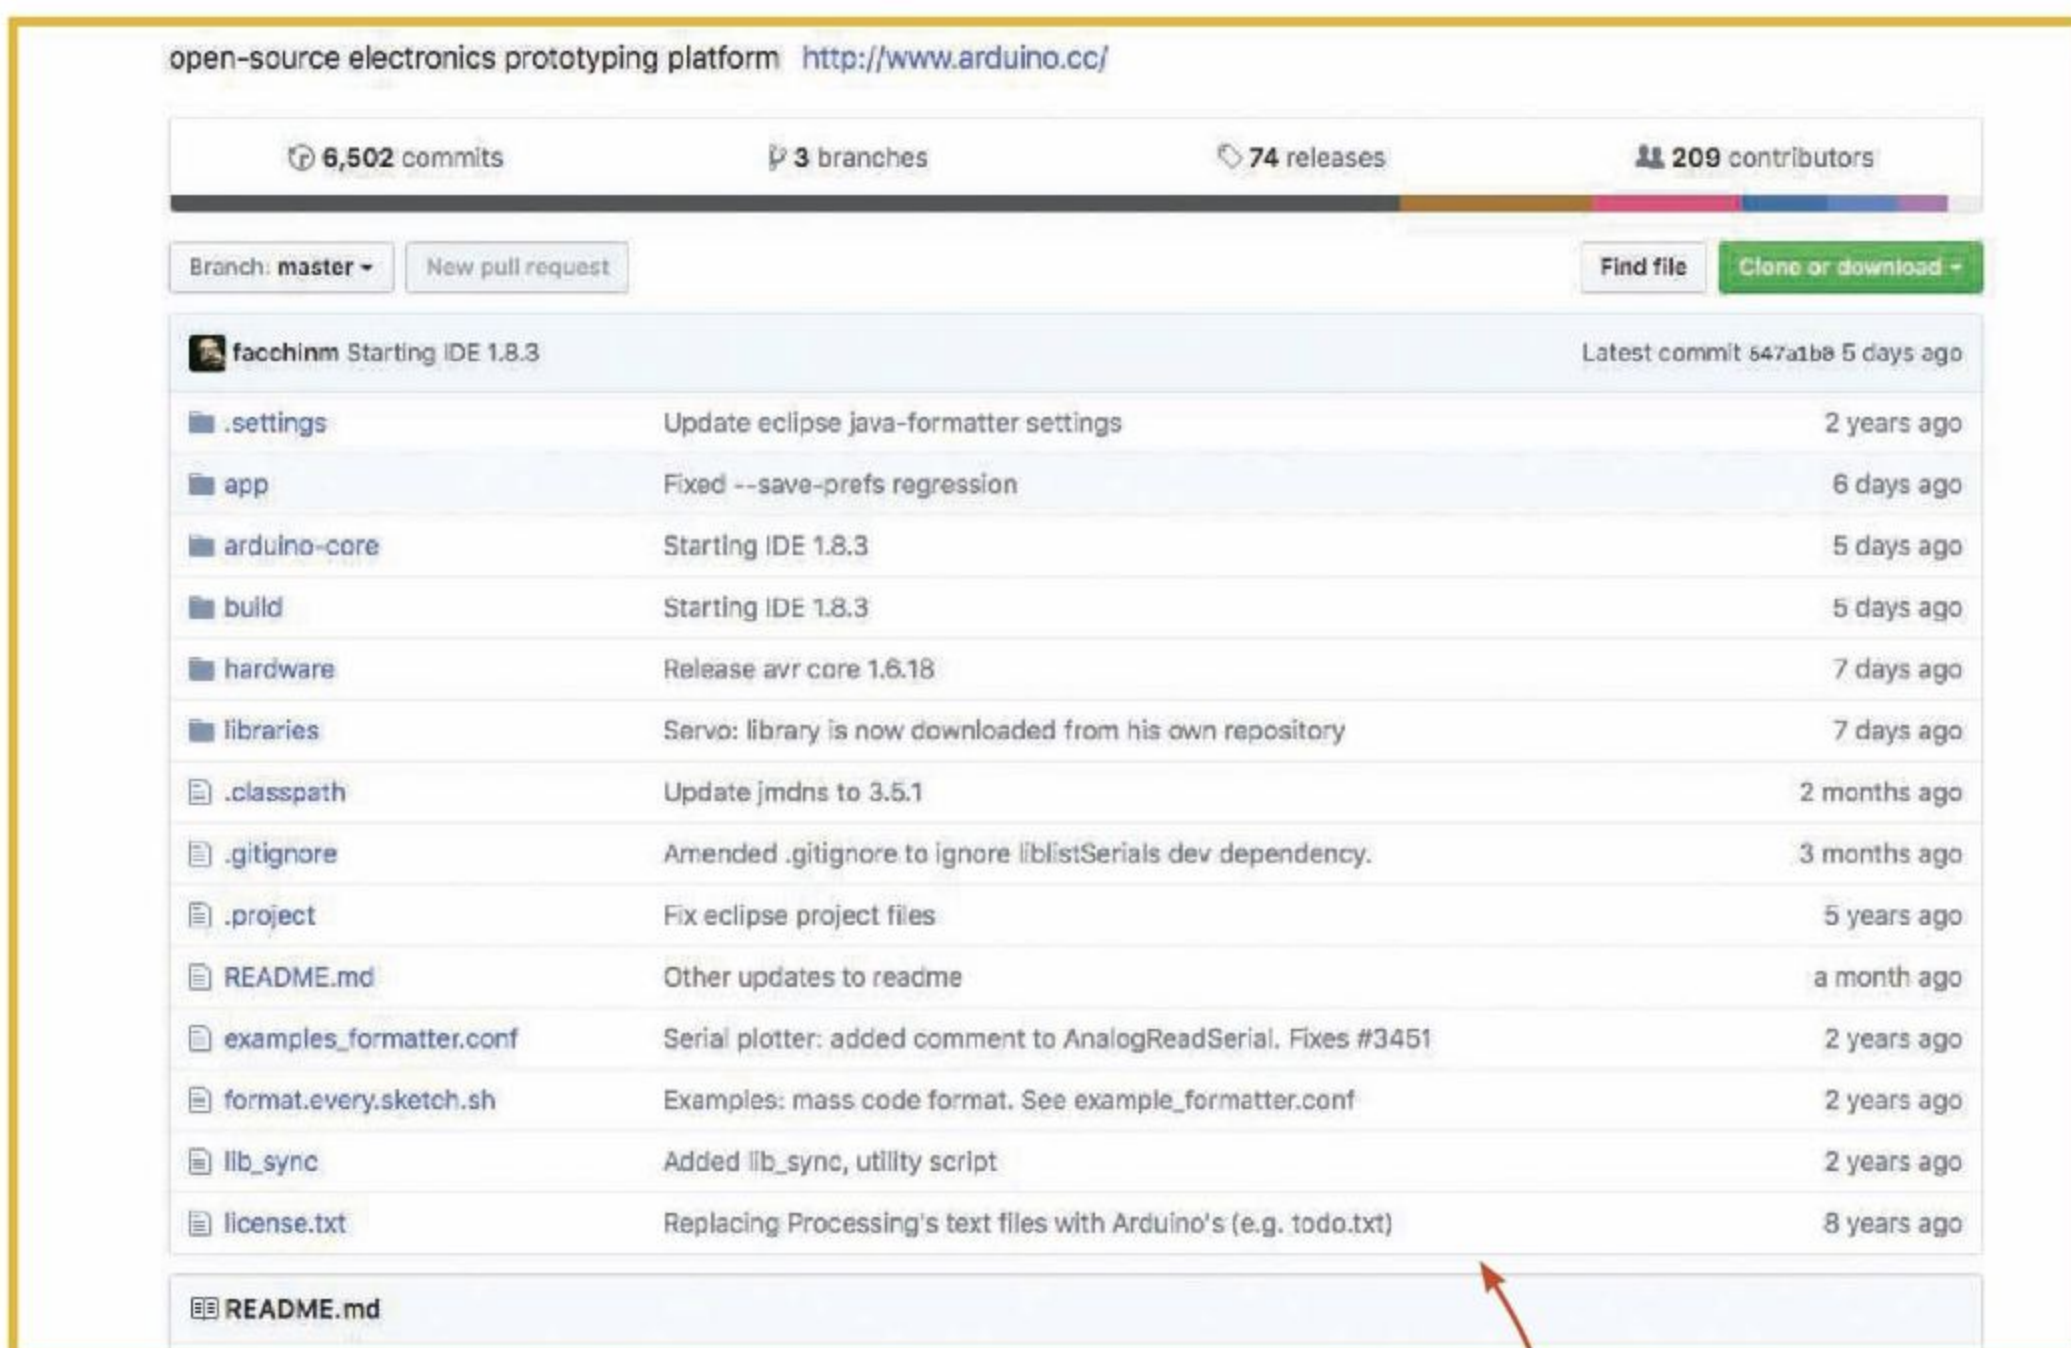 open-source electronics prototyping platform http://www.arduino.cc/
6,502 commits 3 branches 74 releases 209 contributors
Branch: master New pull request Find file Clone or download
facchinm Starting IDE 1.8.3 Latest commit 647a1b8 5 days ago
.settings Update eclipse java-formatter settings 2 years ago
app Fixed --save-prefs regression 6 days ago
arduino-core Starting IDE 1.8.3 5 days ago
build Starting IDE 1.8.3 5 days ago
hardware Release avr core 1.6.18 7 days ago
libraries Servo: library is now downloaded from his own repository 7 days ago
.classpath Update jmdns to 3.5.1 2 months ago
.gitignore Amended .gitignore to ignore liblistSerials dev dependency. 3 months ago
.project Fix eclipse project files 5 years ago
README.md Other updates to readme a month ago
examples_formatter.conf Serial plotter: added comment to AnalogReadSerial. Fixes #3451 2 years ago
format.every.sketch.sh Examples: mass code format. See example_formatter.conf 2 years ago
lib_sync Added lib_sync, utility script 2 years ago
license.txt Replacing Processing's text files with Arduino's (e.g. todo.txt) 8 years ago
README.md